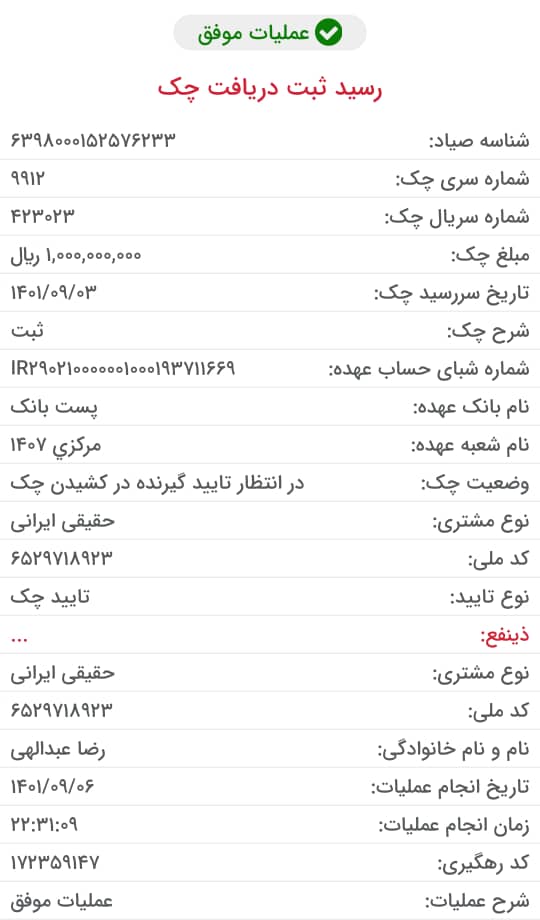 عملیات موفق
رسید ثبت دریافت چک
شناسه صیاد: ۶۳۹۸۰۰۰۱۵۲۵۷۶۲۳۳
شماره سری چک: ۹۹۱۲
شماره سریال چک: ۴۲۳۰۲۳
مبلغ چک: ۱,۰۰۰,۰۰۰,۰۰۰ ریال
تاریخ سررسید چک: ۱۴۰۱/۰۹/۰۳
شرح چک: ثبت
شماره شبای حساب عهده: IR۲۹۰۲۱۰۰۰۰۰۰۱۰۰۰۱۹۳۷۱۱۶۶۹
نام بانک عهده: پست بانک
نام شعبه عهده: مرکزي ۱۴۰۷
وضعیت چک: در انتظار تایید گیرنده در کشیدن چک
نوع مشتری: حقیقی ایرانی
کد ملی: ۶۵۲۹۷۱۸۹۲۳
نوع تایید: تایید چک
ذینفع: ...
نوع مشتری: حقیقی ایرانی
کد ملی: ۶۵۲۹۷۱۸۹۲۳
نام و نام خانوادگی: رضا عبدالهی
تاریخ انجام عملیات: ۱۴۰۱/۰۹/۰۶
زمان انجام عملیات: ۲۲:۳۱:۰۹
کد رهگیری: ۱۷۲۳۵۹۱۴۷
شرح عملیات: عملیات موفق